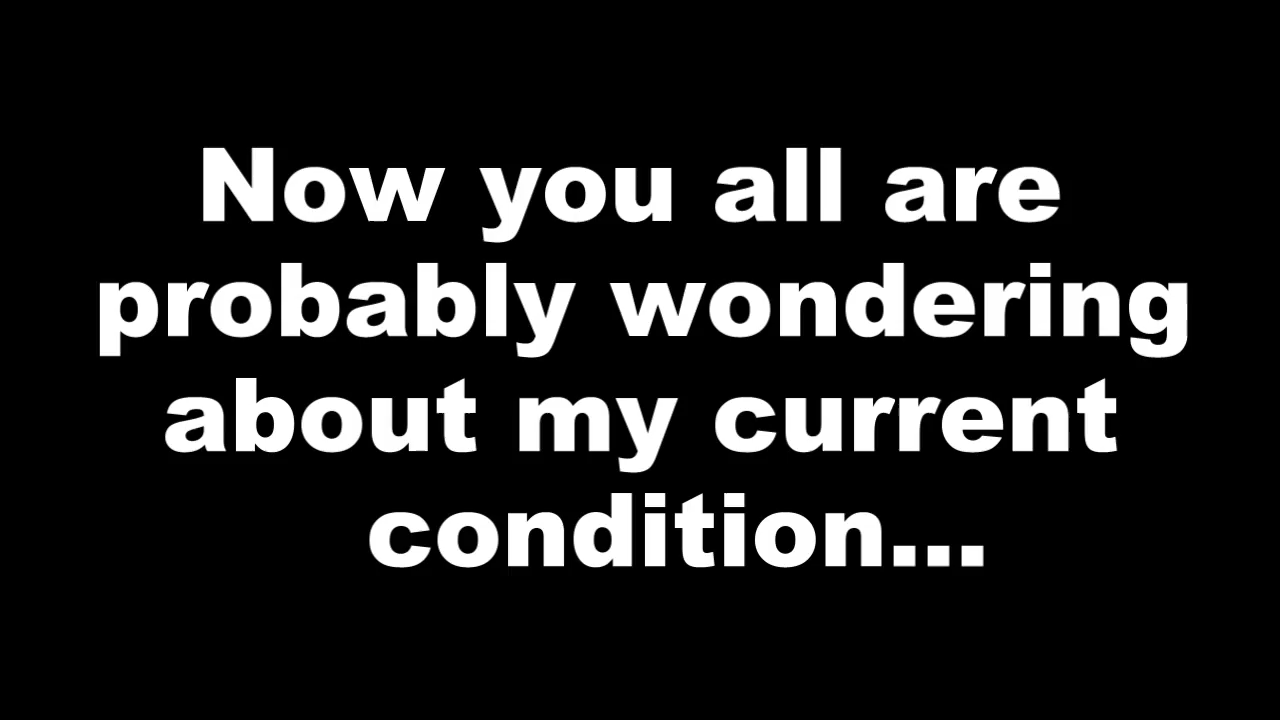 Now you all are
probably wondering
about my current
condition...